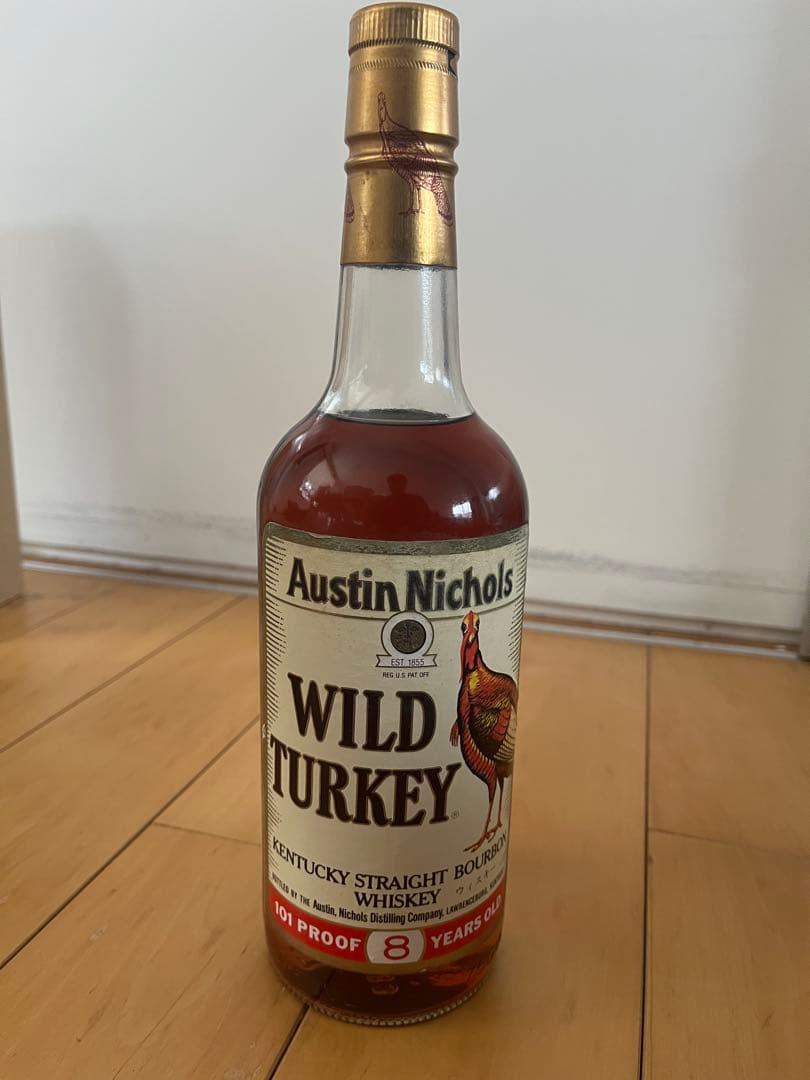 Austin Nichols
EST. 1855
REG. U.S. PAT. OFF.
WILD
TURKEY®
KENTUCKY STRAIGHT BOURBON
WHISKEY ウイスキー
BOTTLED BY THE Austin, Nichols Distilling Company, LAWRENCEBURG, KENTUCKY
101 PROOF 8 YEARS OLD